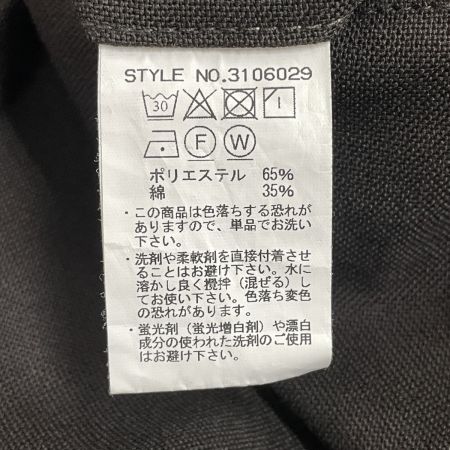 STYLE NO.3106029
30
F W
ポリエステル 65%
綿 35%
・この商品は色落ちする恐れが
ありますので、単品でお洗い
下さい。
・洗剤や柔軟剤を直接付着させ
ることはお避け下さい。水に
溶かし良く攪拌（混ぜる）し
てお使い下さい。色落ち変色
の恐れがあります。
・蛍光剤（蛍光増白剤）や漂白
成分の使われた洗剤のご使用
はお避け下さい。